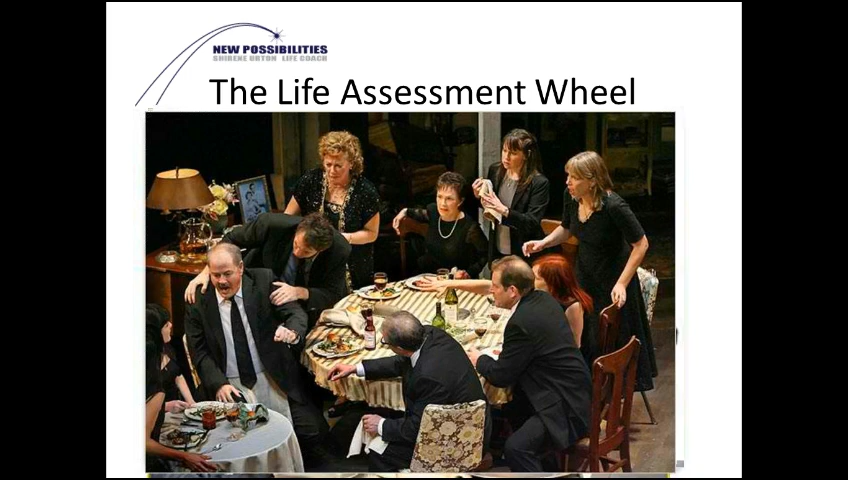 NEW POSSIBILITIES
SHIRENE ORTON LIFE COACH
The Life Assessment Wheel